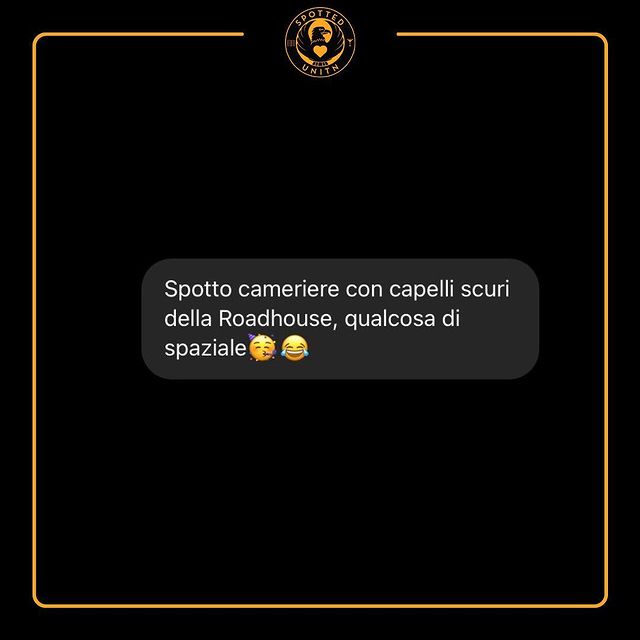 SPOTTED
UNITN
Spotto cameriere con capelli scuri
della Roadhouse, qualcosa di
spaziale🥳😂